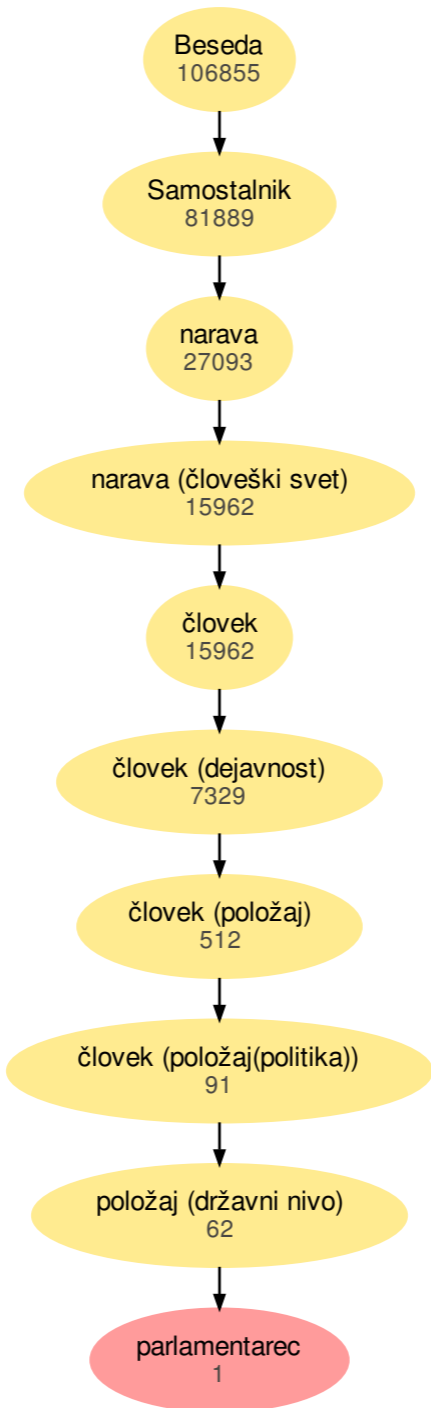 Beseda
106855
Samostalnik
81889
narava
27093
narava (človeški svet)
15962
človek
15962
človek (dejavnost)
7329
človek (položaj)
512
človek (položaj(politika))
91
položaj (državni nivo)
62
parlamentarec
1